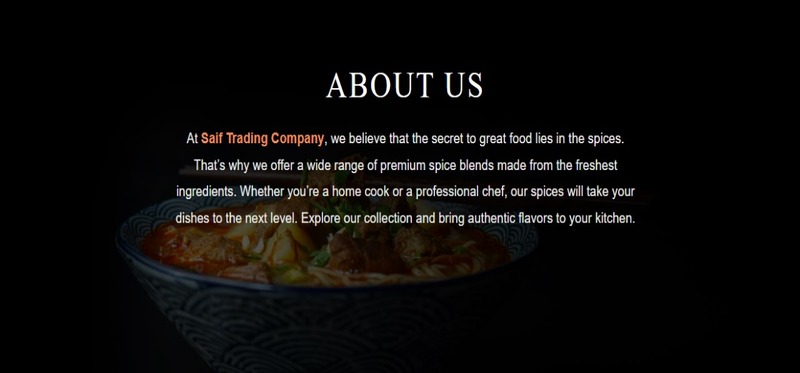 ABOUT US
At Saif Trading Company, we believe that the secret to great food lies in the spices.
That's why we offer a wide range of premium spice blends made from the freshest
ingredients. Whether you're a home cook or a professional chef, our spices will take your
dishes to the next level. Explore our collection and bring authentic flavors to your kitchen.